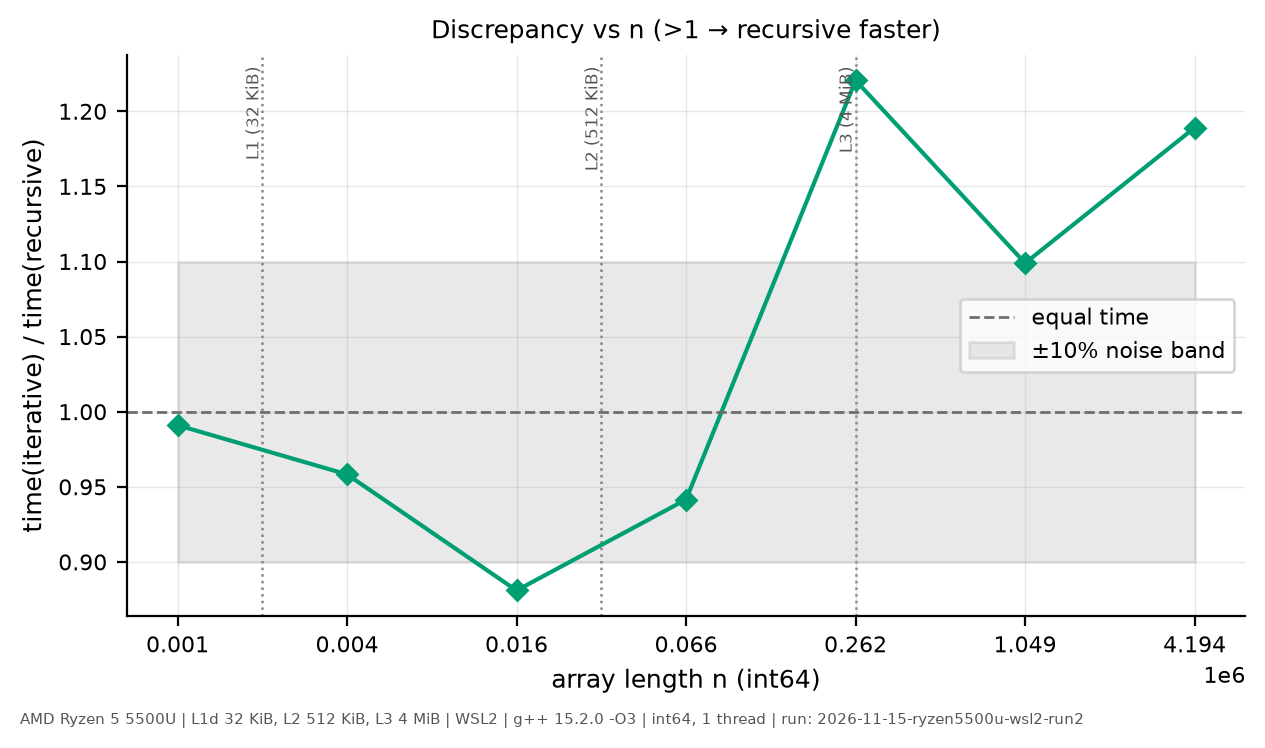 Discrepancy vs n (>1 → recursive faster)
time(iterative) / time(recursive)
1.20
1.15
1.10
1.05
1.00
0.95
0.90
L1 (32 KiB)
L2 (512 KiB)
L3 (4 MiB)
equal time
±10% noise band
0.001 0.004 0.016 0.066 0.262 1.049 4.194
1e6
array length n (int64)
AMD Ryzen 5 5500U | L1d 32 KiB, L2 512 KiB, L3 4 MiB | WSL2 | g++ 15.2.0 -O3 | int64, 1 thread | run: 2026-11-15-ryzen5500u-wsl2-run2